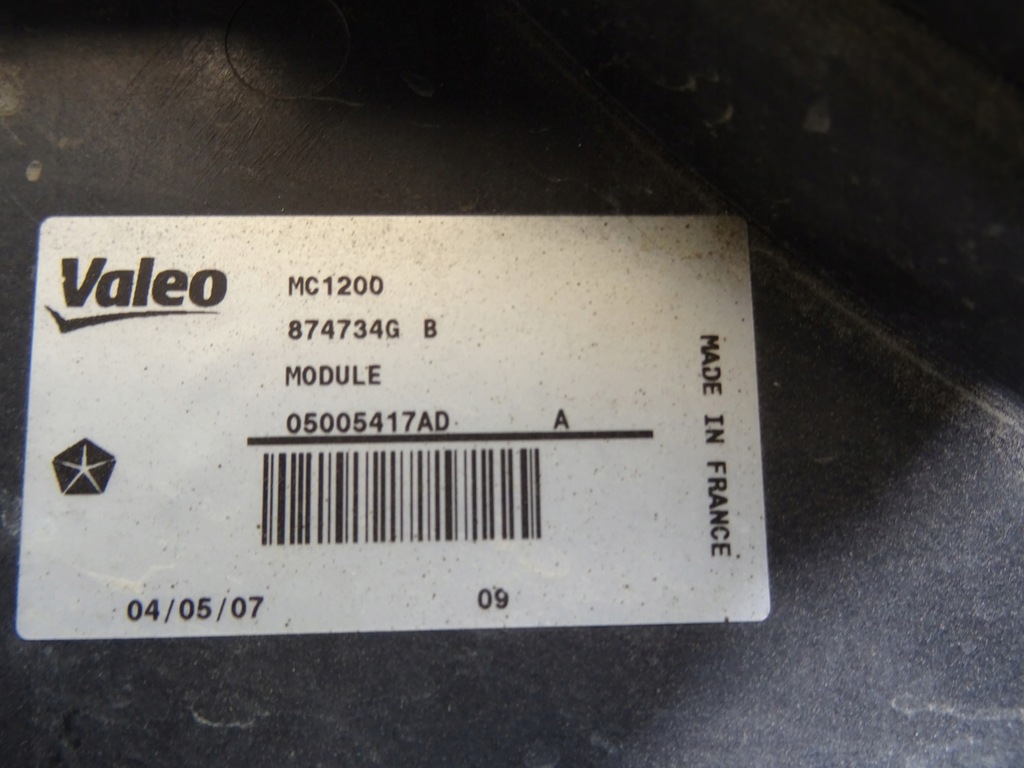 Valeo
MC1200
874734G B
MODULE
05005417AD A
MADE IN FRANCE
04/05/07 09